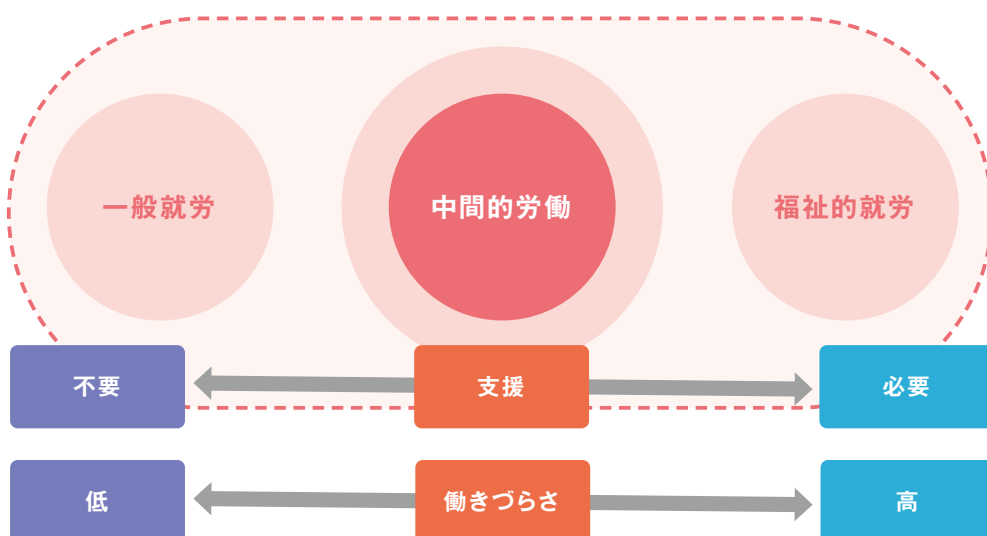 一般就労
中間的労働
福祉的就労
不要
支援
必要
低
働きづらさ
高